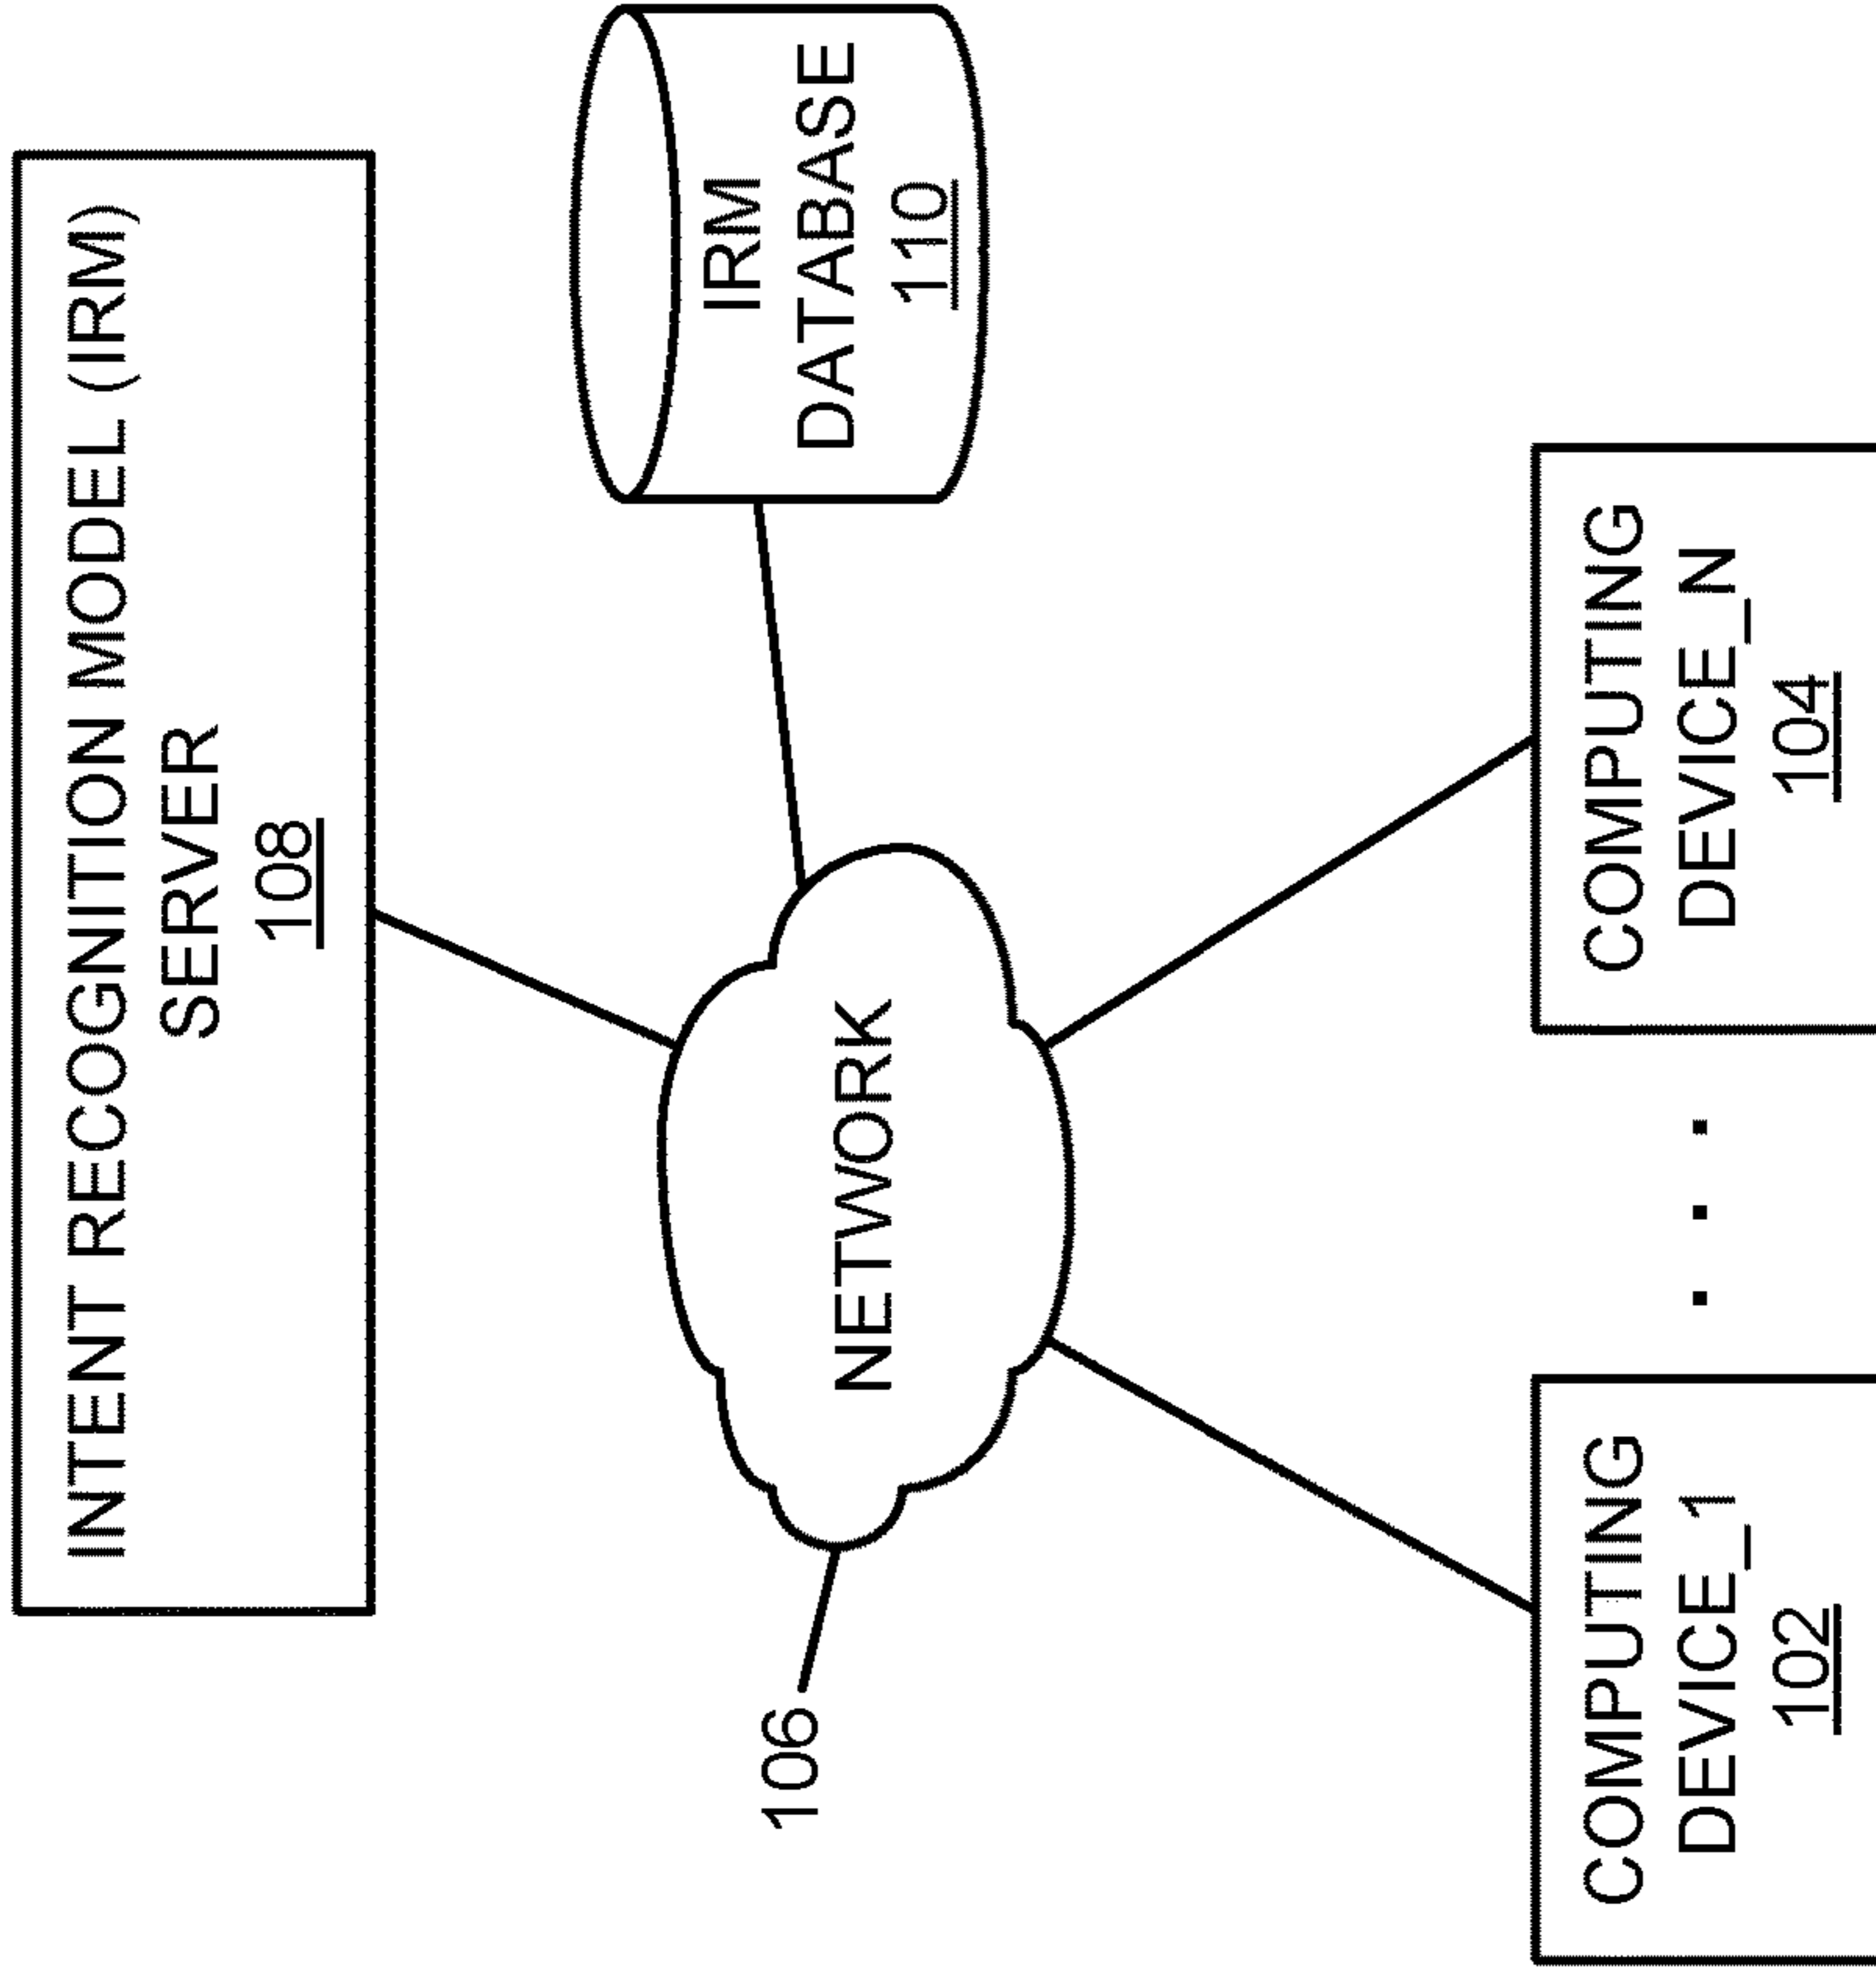 INTENT RECOGNITION MODEL (IRM)
SERVER
108
IRM
DATABASE
110
NETWORK
106
COMPUTING
DEVICE_1
102
. . .
COMPUTING
DEVICE_N
104